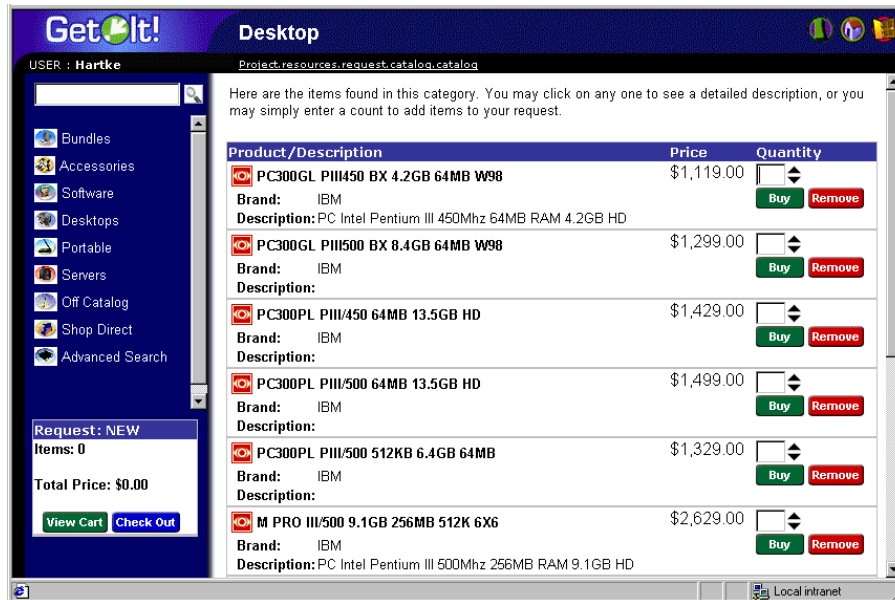 Get It!
Desktop
USER : Hartke
Project.resources.request.catalog.catalog
Here are the items found in this category. You may click on any one to see a detailed description, or you
may simply enter a count to add items to your request.
Bundles
Accessories
Software
Desktops
Portable
Servers
Off Catalog
Shop Direct
Advanced Search
Request: NEW
Items: 0
Total Price: $0.00
View Cart Check Out
Product/Description Price Quantity
PC300GL PIII450 BX 4.2GB 64MB W98 $1,119.00
Buy Remove
Brand: IBM
Description: PC Intel Pentium III 450Mhz 64MB RAM 4.2GB HD
PC300GL PIII500 BX 8.4GB 64MB W98 $1,299.00
Buy Remove
Brand: IBM
Description:
PC300PL PIII/450 64MB 13.5GB HD $1,429.00
Buy Remove
Brand: IBM
Description:
PC300PL PIII/500 64MB 13.5GB HD $1,499.00
Buy Remove
Brand: IBM
Description:
PC300PL PIII/500 512KB 6.4GB 64MB $1,329.00
Buy Remove
Brand: IBM
Description:
M PRO III/500 9.1GB 256MB 512K 6X6 $2,629.00
Buy Remove
Brand: IBM
Description: PC Intel Pentium III 500Mhz 256MB RAM 9.1GB HD
Local intranet